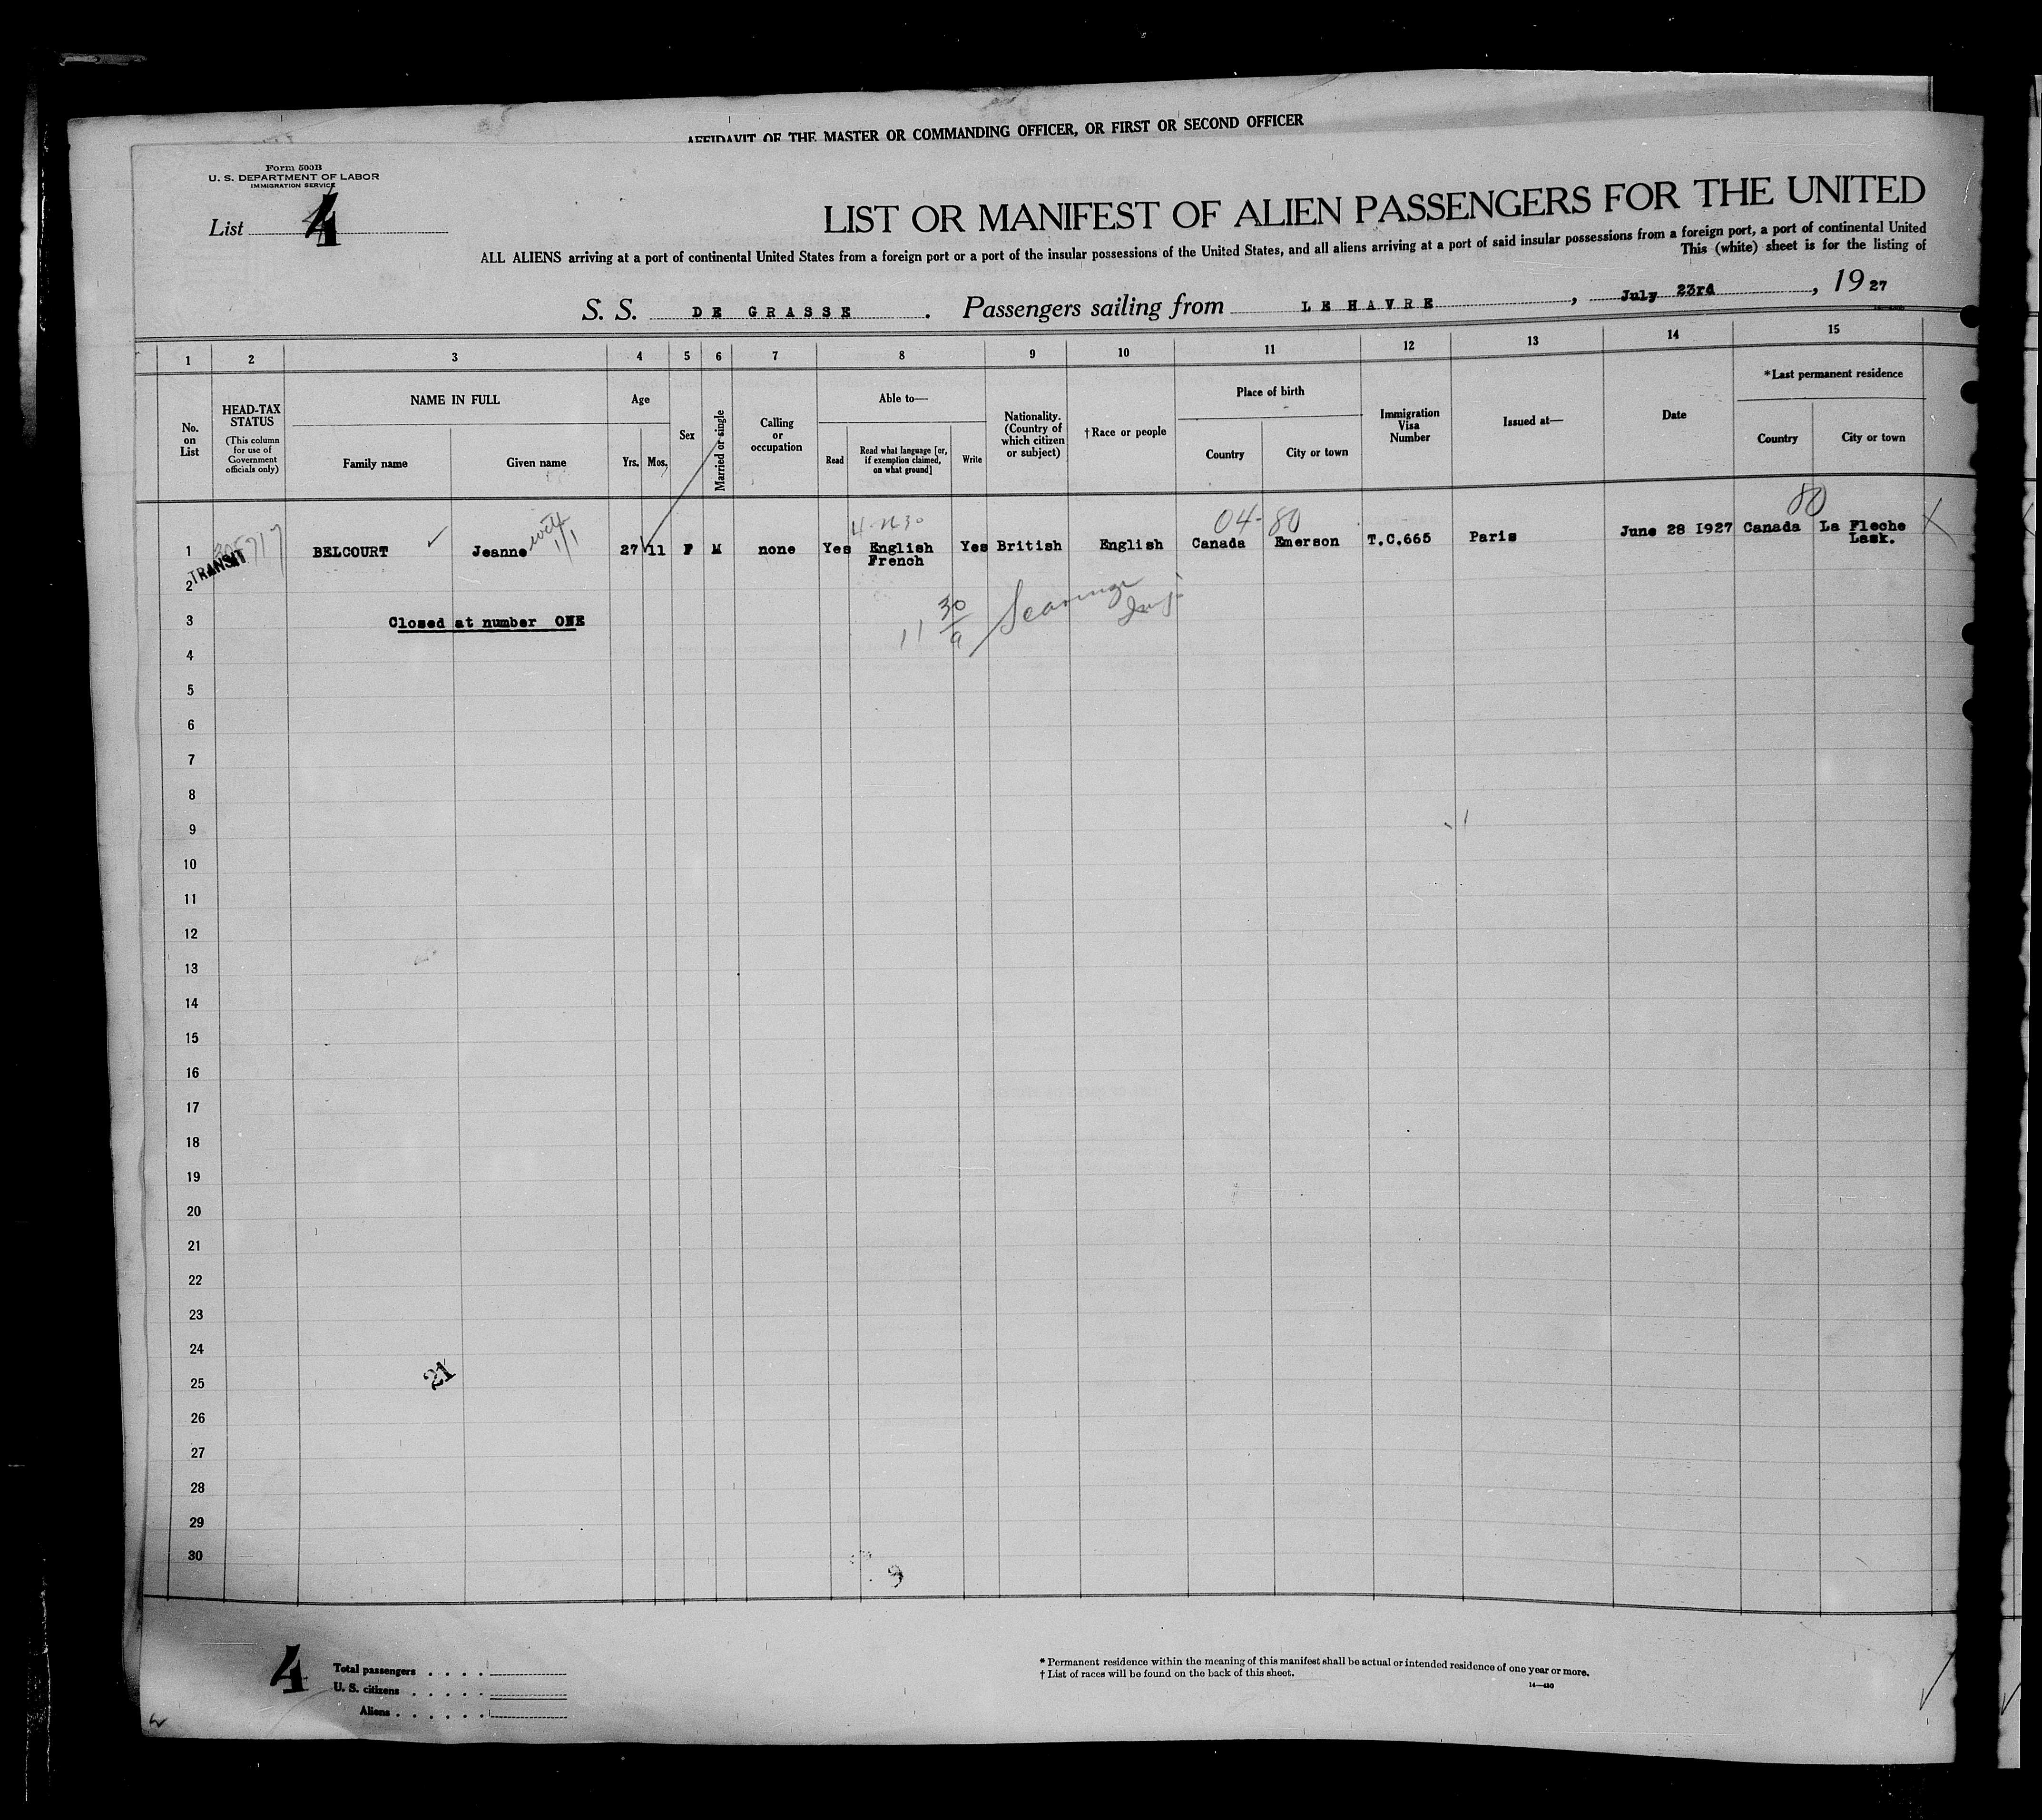 AFFIDAVIT OF THE MASTER OR COMMANDING OFFICER, OR FIRST OR SECOND OFFICER
Form 500B
U. S. DEPARTMENT OF LABOR
IMMIGRATION SERVICE
List 4
LIST OR MANIFEST OF ALIEN PASSENGERS FOR THE UNITED
ALL ALIENS arriving at a port of continental United States from a foreign port or a port of the insular possessions of the United States, and all aliens arriving at a port of said insular possessions from a foreign port, a port of continental United
This (white) sheet is for the listing of
S. S. DE GRASSE . Passengers sailing from LE HAVRE , July 23rd , 1927
1 2 3 4 5 6 7 8 9 10 11 12 13 14 15
No. on List
HEAD-TAX STATUS
(This column for use of Government officials only)
NAME IN FULL
Family name Given name
Age
Yrs. Mos.
Sex
Married or single
Calling or occupation
Able to—
Read Read what language [or, if exemption claimed, on what ground] Write
Nationality. (Country of which citizen or subject)
†Race or people
Place of birth
Country City or town
Immigration Visa Number
Issued at—
Date
*Last permanent residence
Country City or town
04-80 80
1 TRANSIT BELCOURT Jeanne 27 11 F M none Yes English Yes British English Canada Emerson T.C.665 Paris June 28 1927 Canada La Fleche
French Lask.
2
3 Closed at number ONE
11 30/a
4
5
6
7
8
9
10
11
12
13
14
15
16
17
18
19
20
21
22
23
24
21
25
26
27
28
29
30
4
Total passengers . . . .
U. S. citizens . . . . .
Aliens . . . . . .
* Permanent residence within the meaning of this manifest shall be actual or intended residence of one year or more.
† List of races will be found on the back of this sheet.
14—430